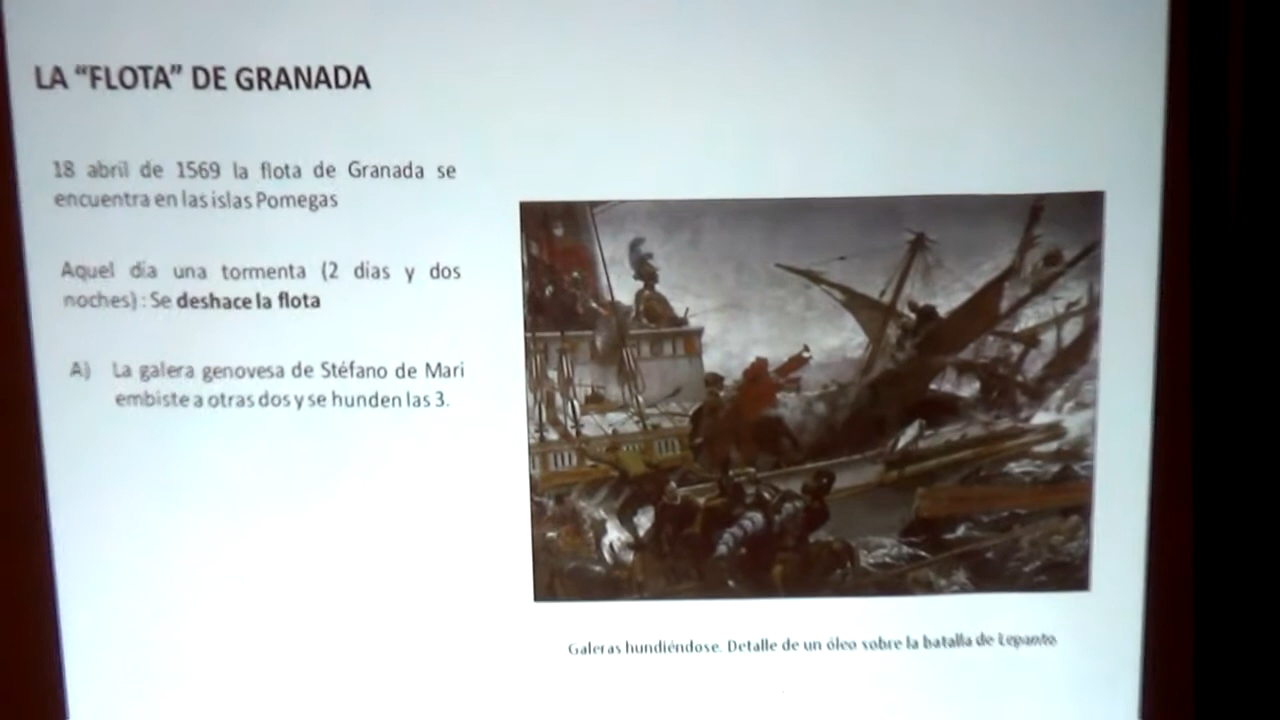 LA “FLOTA” DE GRANADA
18 abril de 1569 la flota de Granada se
encuentra en las islas Pomegas
Aquel día una tormenta (2 dias y dos
noches) : Se deshace la flota
A) La galera genovesa de Stéfano de Mari
embiste a otras dos y se hunden las 3.
Galeras hundiéndose. Detalle de un óleo sobre la batalla de Lepanto